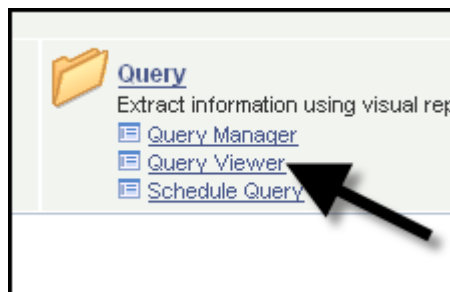 Query
Extract information using visual rep
Query Manager
Query Viewer
Schedule Query